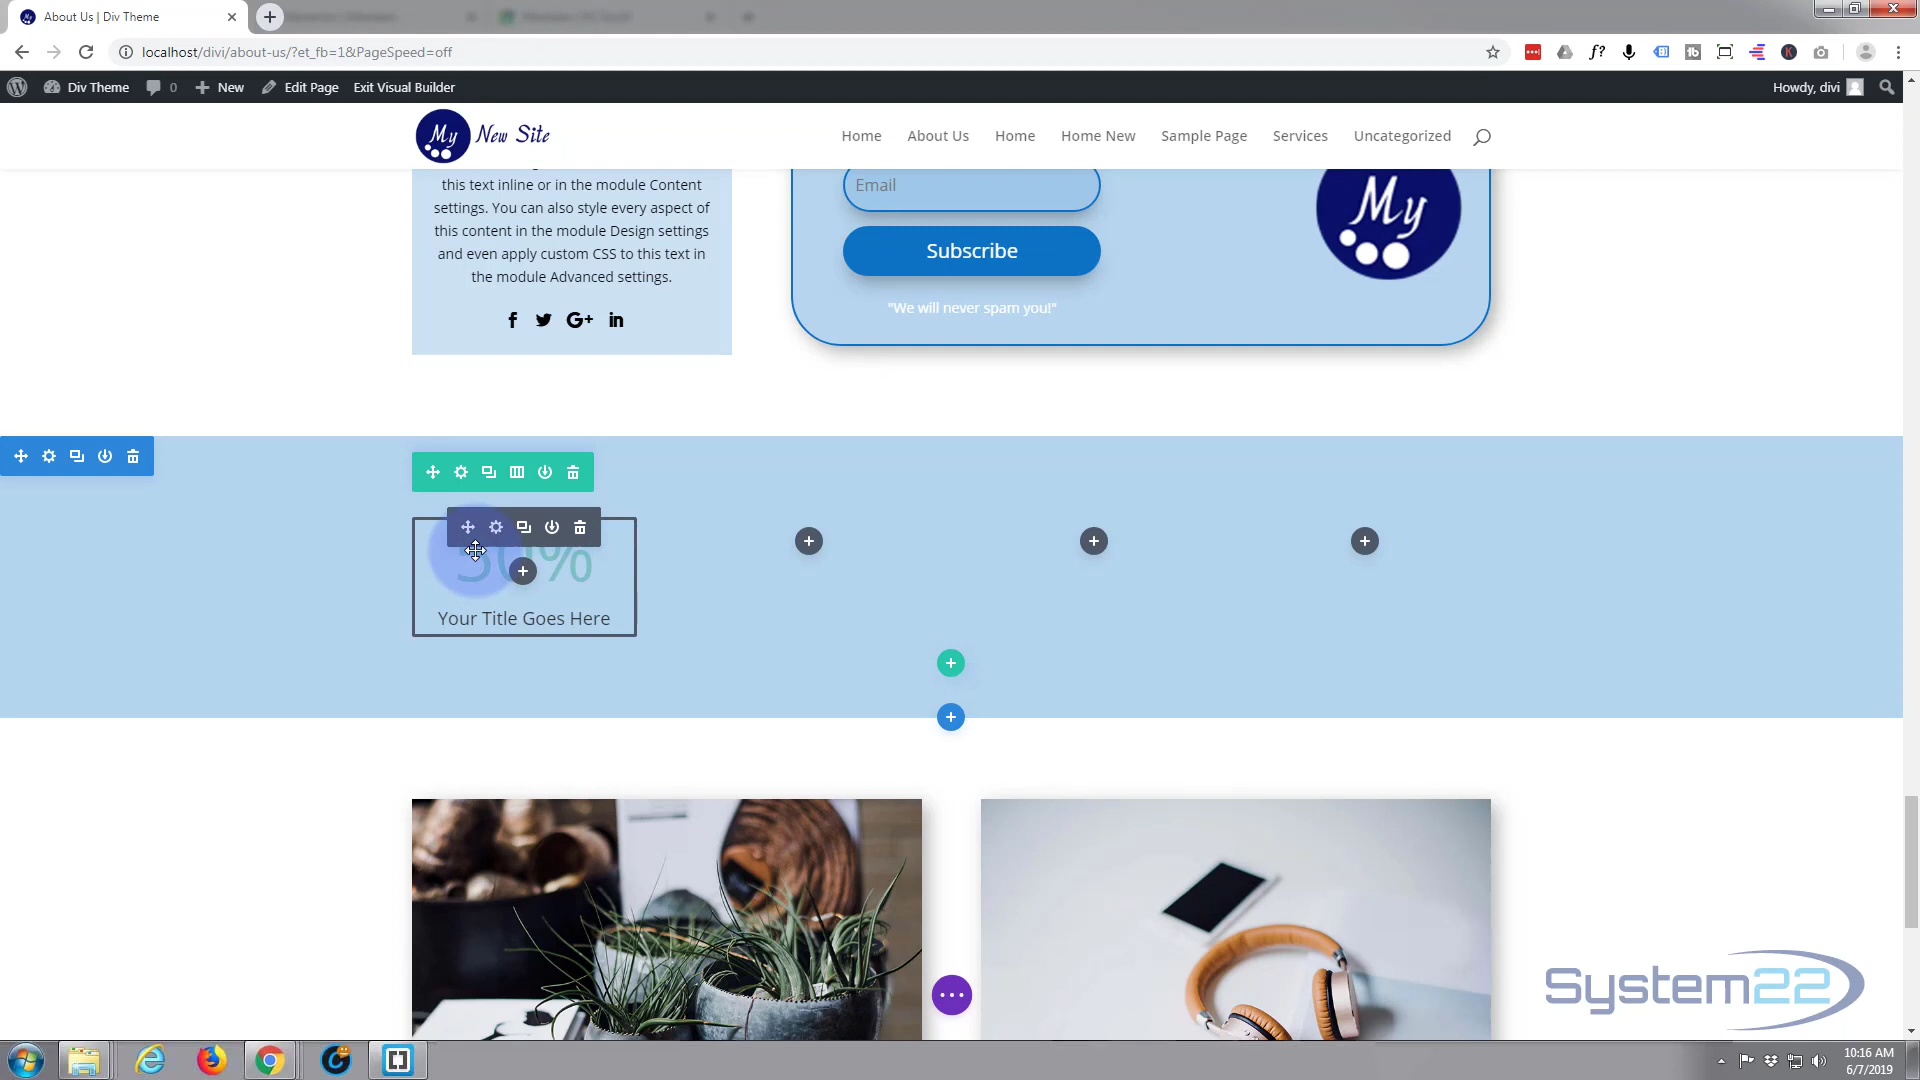 About Us | Div Theme
localhost/divi/about-us/?et_fb=1&PageSpeed=off
Div Theme 0 New Edit Page Exit Visual Builder Howdy, divi
My New Site
Home About Us Home Home New Sample Page Services Uncategorized
this text inline or in the module Content
settings. You can also style every aspect of
this content in the module Design settings
and even apply custom CSS to this text in
the module Advanced settings.
Email
Subscribe
"We will never spam you!"
My
50%
Your Title Goes Here
System22
10:16 AM
6/7/2019